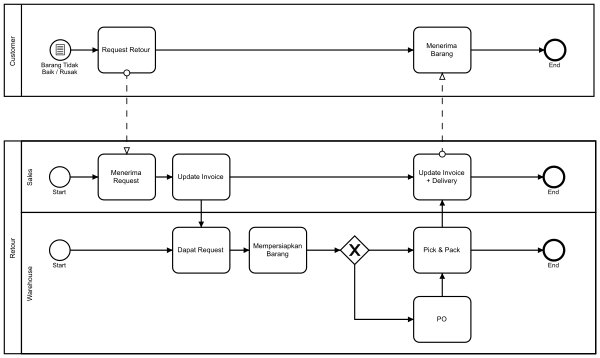 Customer
Barang Tidak
Baik / Rusak
Request Retour
Menerima
Barang
End
Retour
Sales
Start
Menerima
Request
Update Invoice
Update Invoice
+ Delivery
End
Warehouse
Start
Dapat Request
Mempersiapkan
Barang
X
Pick & Pack
End
PO